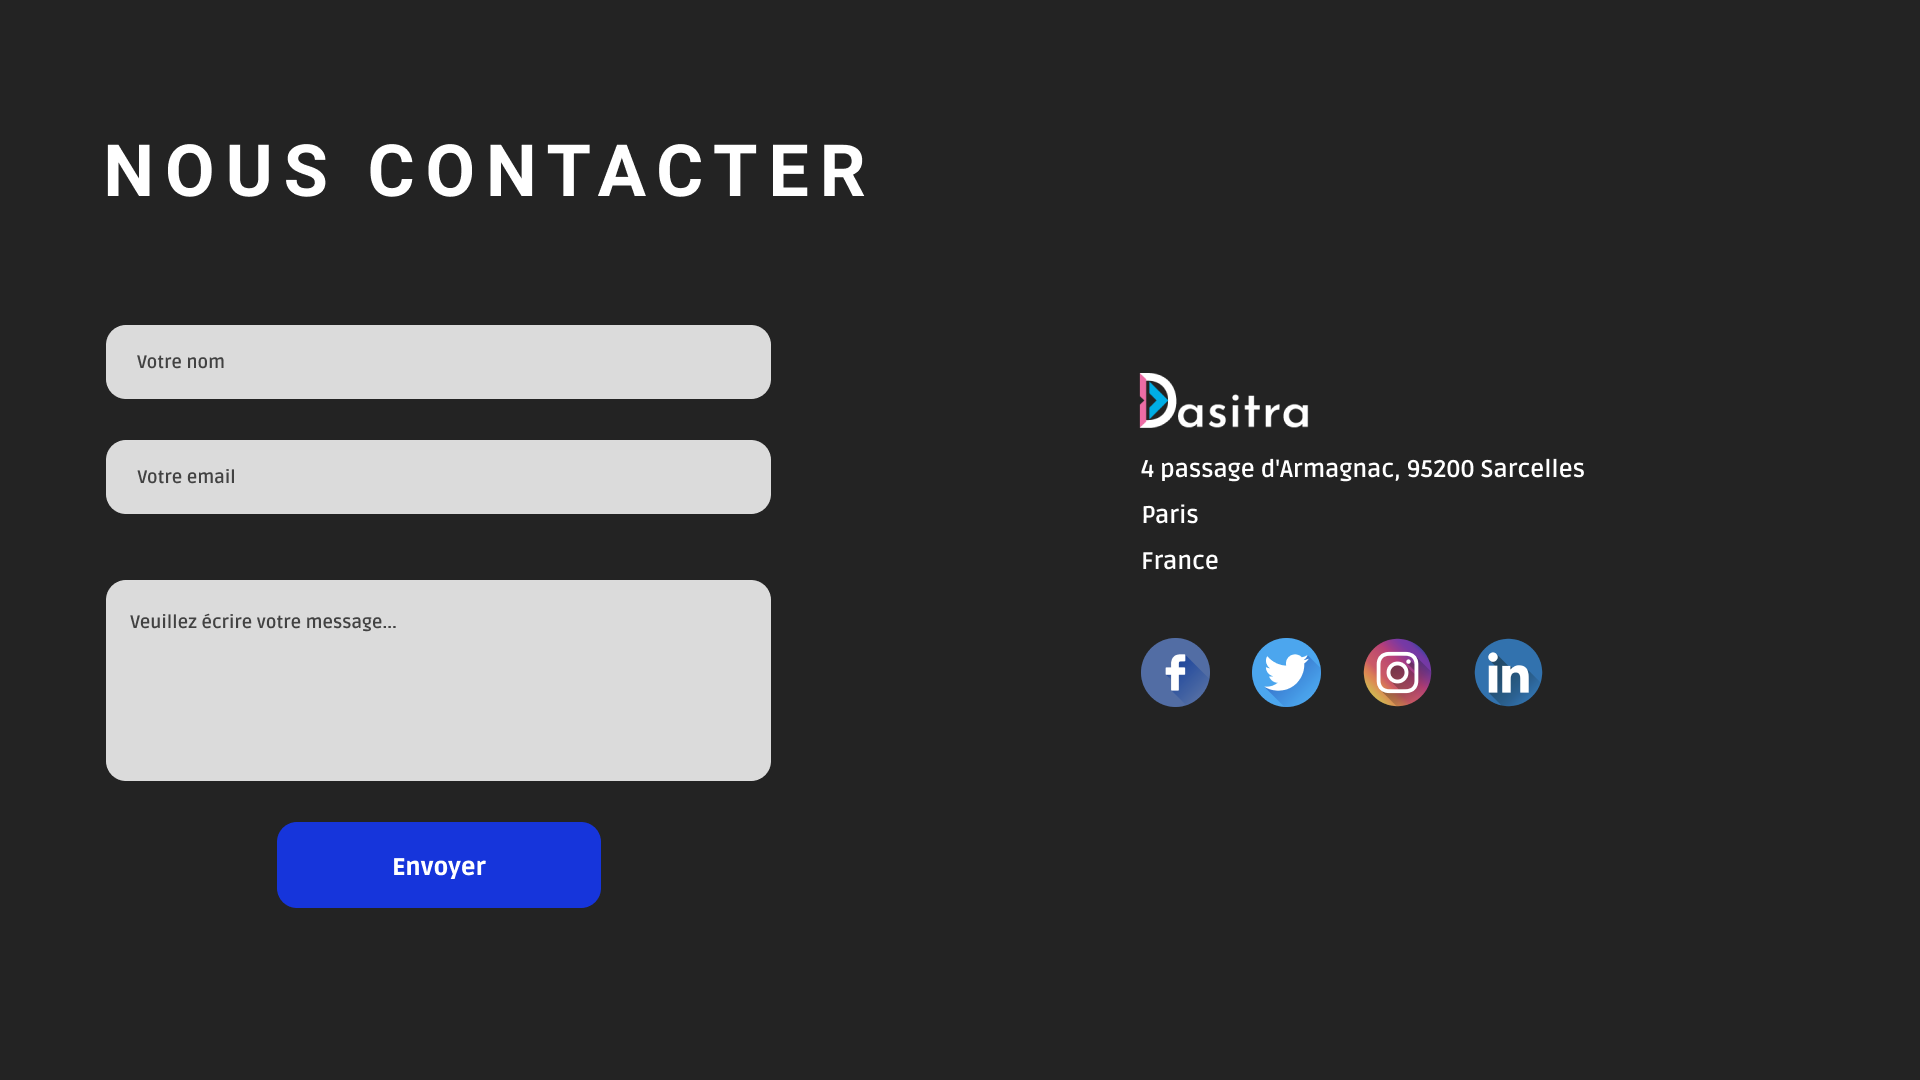 NOUS CONTACTER
Votre nom
Votre email
Veuillez écrire votre message...
Envoyer
Dasitra
4 passage d'Armagnac, 95200 Sarcelles
Paris
France
f
in